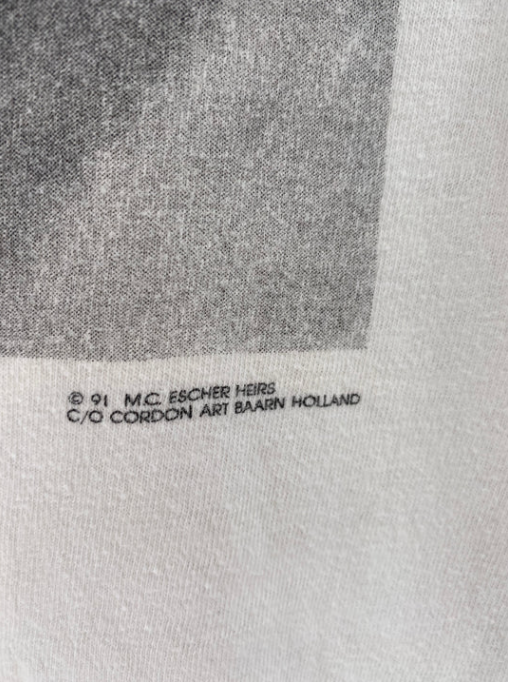 © 91 M.C. ESCHER HEIRS
C/O CORDON ART BAARN HOLLAND